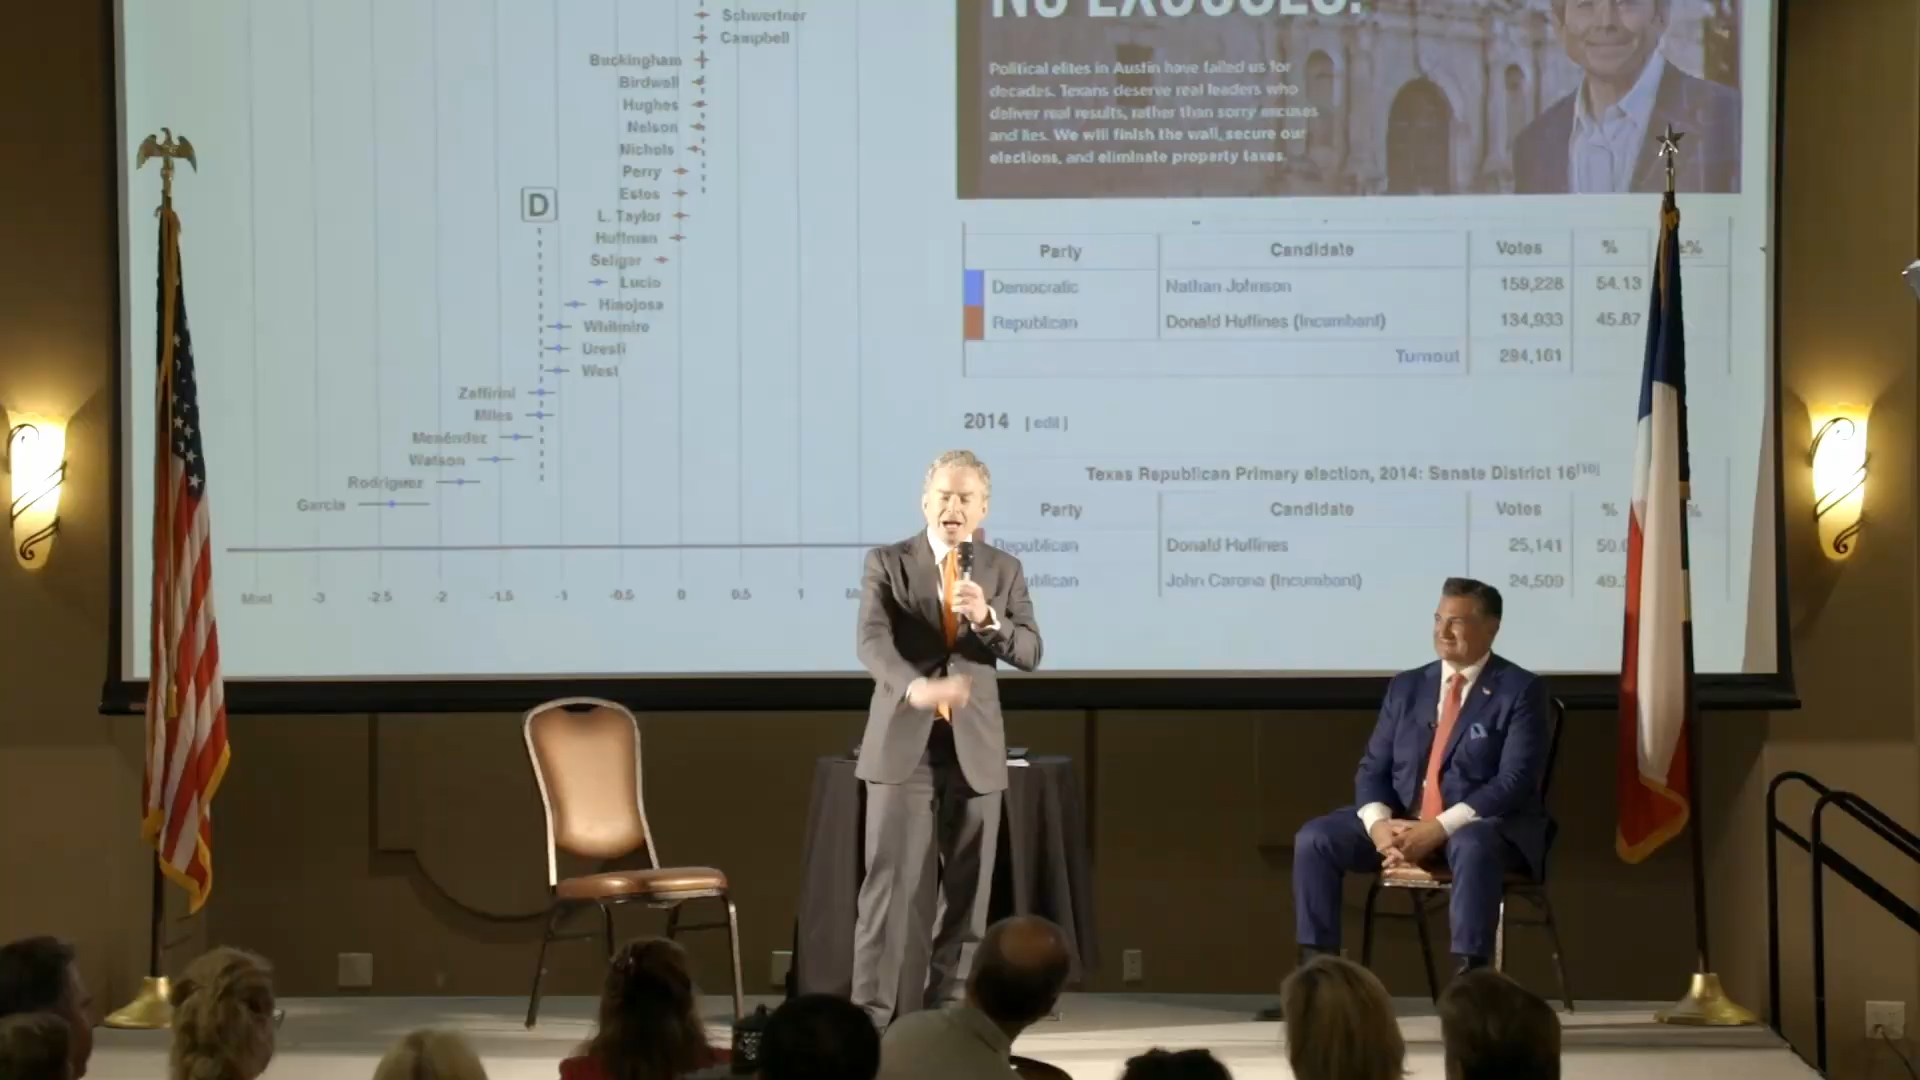 Schwertner
Campbell
Buckingham
Birdwell
Hughes
Nelson
Nichols
Perry
Estes
L. Taylor
Huffman
Seliger
Lucio
Hinojosa
Whitmire
Uresti
West
Zaffirini
Miles
Menéndez
Watson
Rodriguez
Garcia
D
-3 -2.5 -2 -1.5 -1 -0.5 0 0.5 1
NO EXCUSES.
Political elites in Austin have failed us for
decades. Texans deserve real leaders who
deliver real results, rather than sorry excuses
and lies. We will finish the wall, secure our
elections, and eliminate property taxes.
Party Candidate Votes % ±%
Democratic Nathan Johnson 159,228 54.13
Republican Donald Huffines (Incumbent) 134,933 45.87
Turnout 294,161
2014 [edit]
Texas Republican Primary election, 2014: Senate District 16[10]
Party Candidate Votes % %
Republican Donald Huffines 25,141 50.
ublican John Carona (Incumbent) 24,509 49.